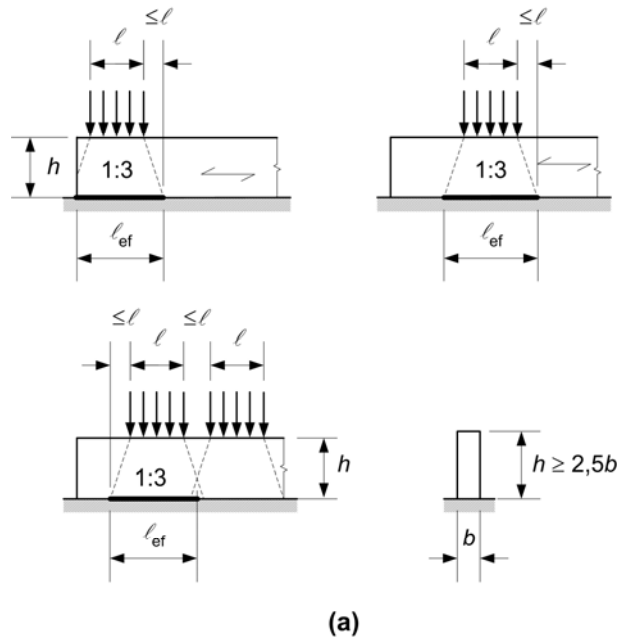 ≤ℓ ≤ℓ
ℓ ℓ
h 1:3 1:3
ℓef ℓef
≤ℓ ℓ ≤ℓ ℓ
1:3 h h ≥ 2,5b
ℓef b
(a)